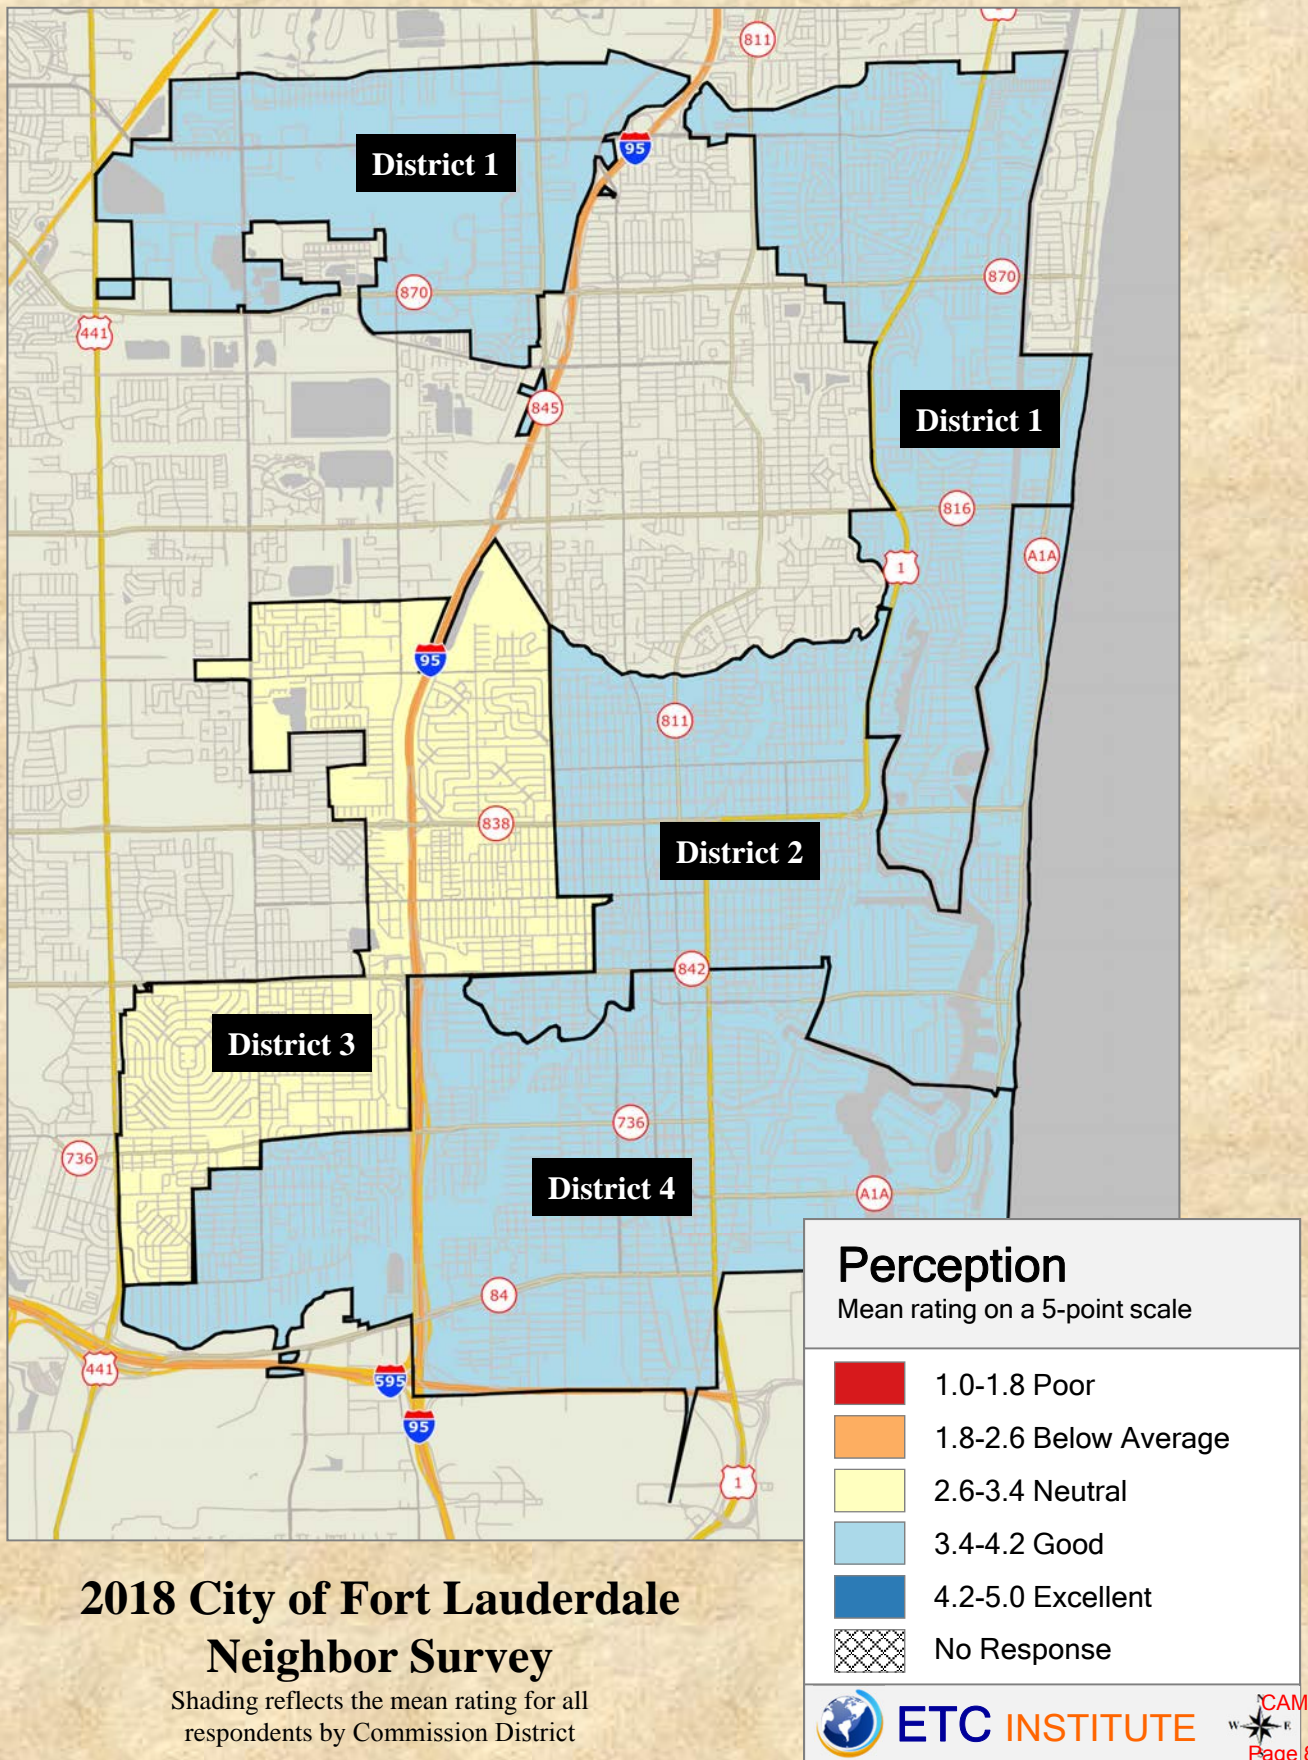 811
District 1
95
870
870
441
845
District 1
816
A1A
1
95
811
838
District 2
842
District 3
736
736
District 4
A1A
84
441
595
95
1
Perception
Mean rating on a 5-point scale
1.0-1.8 Poor
1.8-2.6 Below Average
2.6-3.4 Neutral
3.4-4.2 Good
4.2-5.0 Excellent
No Response
2018 City of Fort Lauderdale
Neighbor Survey
Shading reflects the mean rating for all
respondents by Commission District
ETC INSTITUTE
W E
CAM
Page 8